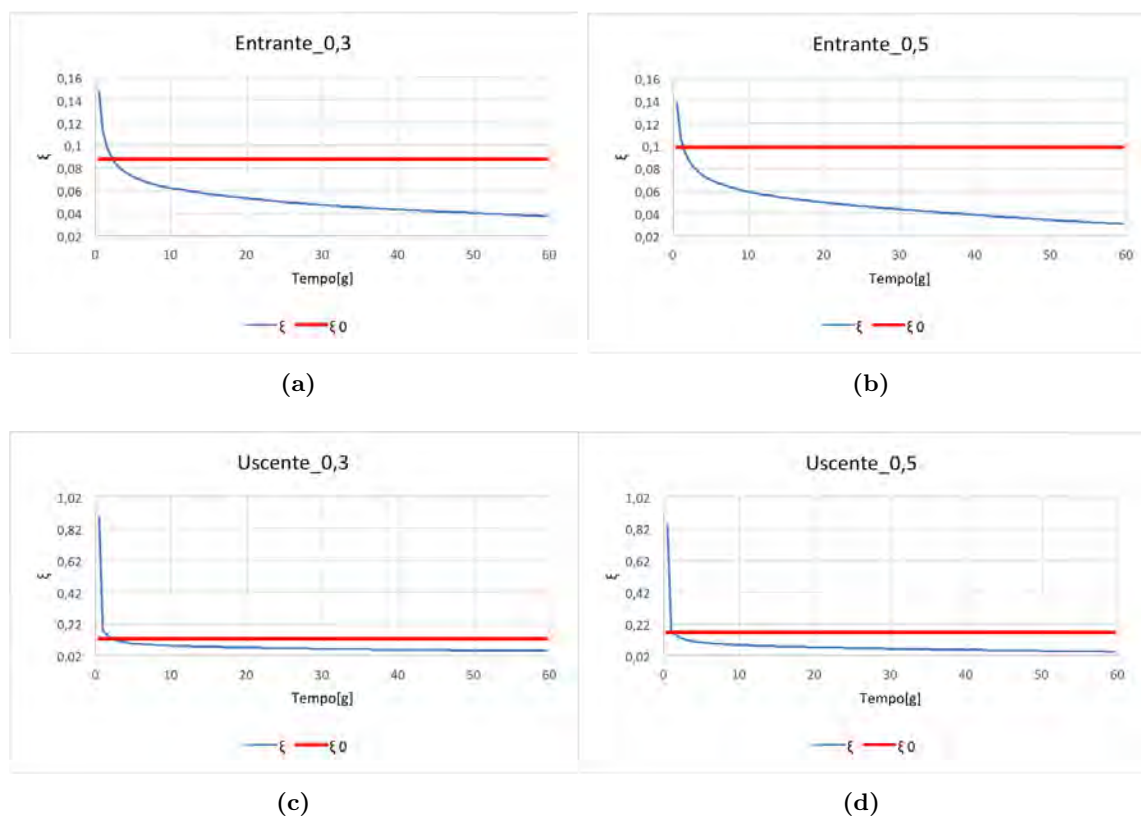 Entrante_0,3
0,16
0,14
0,12
0,1
0,08
0,06
0,04
0,02
ξ
0 10 20 30 40 50 60
Tempo[g]
ξ ξ 0
(a)
Entrante_0,5
0,16
0,14
0,12
0,1
0,08
0,06
0,04
0,02
ξ
0 10 20 30 40 50 60
Tempo[g]
ξ ξ 0
(b)
Uscente_0,3
1,02
0,82
0,62
0,42
0,22
0,02
ξ
0 10 20 30 40 50 60
Tempo[g]
ξ ξ 0
(c)
Uscente_0,5
1,02
0,82
0,62
0,42
0,22
0,02
ξ
0 10 20 30 40 50 60
Tempo[g]
ξ ξ 0
(d)